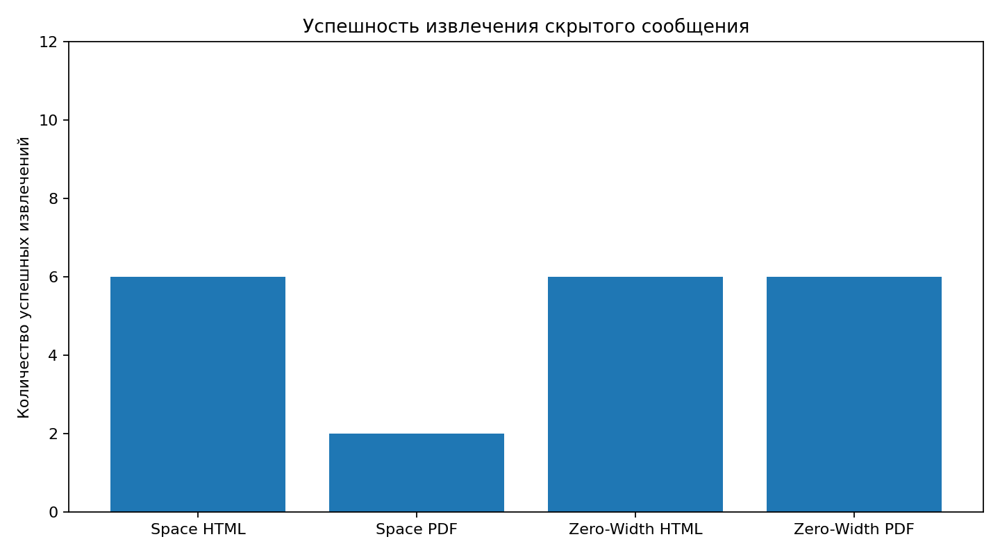 Успешность извлечения скрытого сообщения
Количество успешных извлечений
12
10
8
6
4
2
0
Space HTML
Space PDF
Zero-Width HTML
Zero-Width PDF